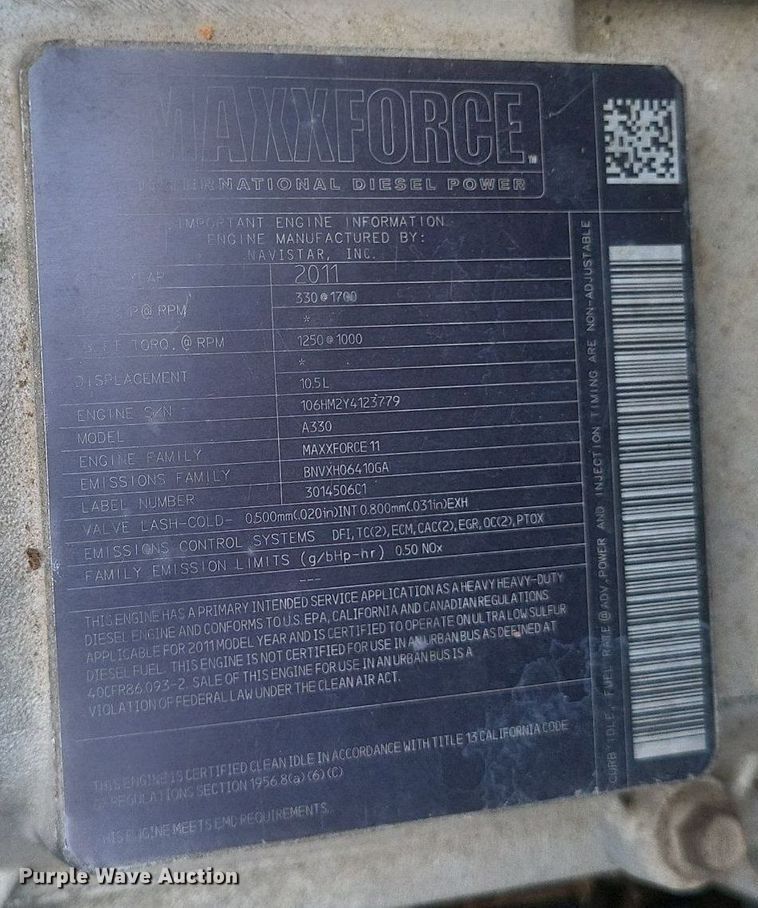 MAXXFORCE™
INTERNATIONAL DIESEL POWER
IMPORTANT ENGINE INFORMATION
ENGINE MANUFACTURED BY:
NAVISTAR, INC.
YEAR 2011
P@RPM 330@1700
*
TORQ.@RPM 1250@1000
*
DISPLACEMENT 10.5L
ENGINE S/N 106HM2Y4123779
MODEL A330
ENGINE FAMILY MAXXFORCE 11
EMISSIONS FAMILY BNVXH06410GA
LABEL NUMBER 3014506C1
VALVE LASH-COLD- 0.500mm(.020in)INT 0.800mm(.031in)EXH
EMISSIONS CONTROL SYSTEMS DFI,TC(2),ECM,CAC(2),EGR,OC(2),PTOX
FAMILY EMISSION LIMITS (g/bHp-hr) 0.50 NOx
---
THIS ENGINE HAS A PRIMARY INTENDED SERVICE APPLICATION AS A HEAVY HEAVY-DUTY
DIESEL ENGINE AND CONFORMS TO U.S. EPA, CALIFORNIA AND CANADIAN REGULATIONS
APPLICABLE FOR 2011 MODEL YEAR AND IS CERTIFIED TO OPERATE ON ULTRA LOW SULFUR
DIESEL FUEL. THIS ENGINE IS NOT CERTIFIED FOR USE IN AN URBAN BUS AS DEFINED AT
40CFR86.093-2. SALE OF THIS ENGINE FOR USE IN AN URBAN BUS IS A
VIOLATION OF FEDERAL LAW UNDER THE CLEAN AIR ACT.
THIS ENGINE IS CERTIFIED CLEAN IDLE IN ACCORDANCE WITH TITLE 13 CALIFORNIA CODE
OF REGULATIONS SECTION 1956.8(a)(6)(C)
THIS ENGINE MEETS EMC REQUIREMENTS.
CURB IDLE, FUEL RATE @ ADV.POWER AND INJECTION TIMING ARE NON-ADJUSTABLE
Purple Wave Auction